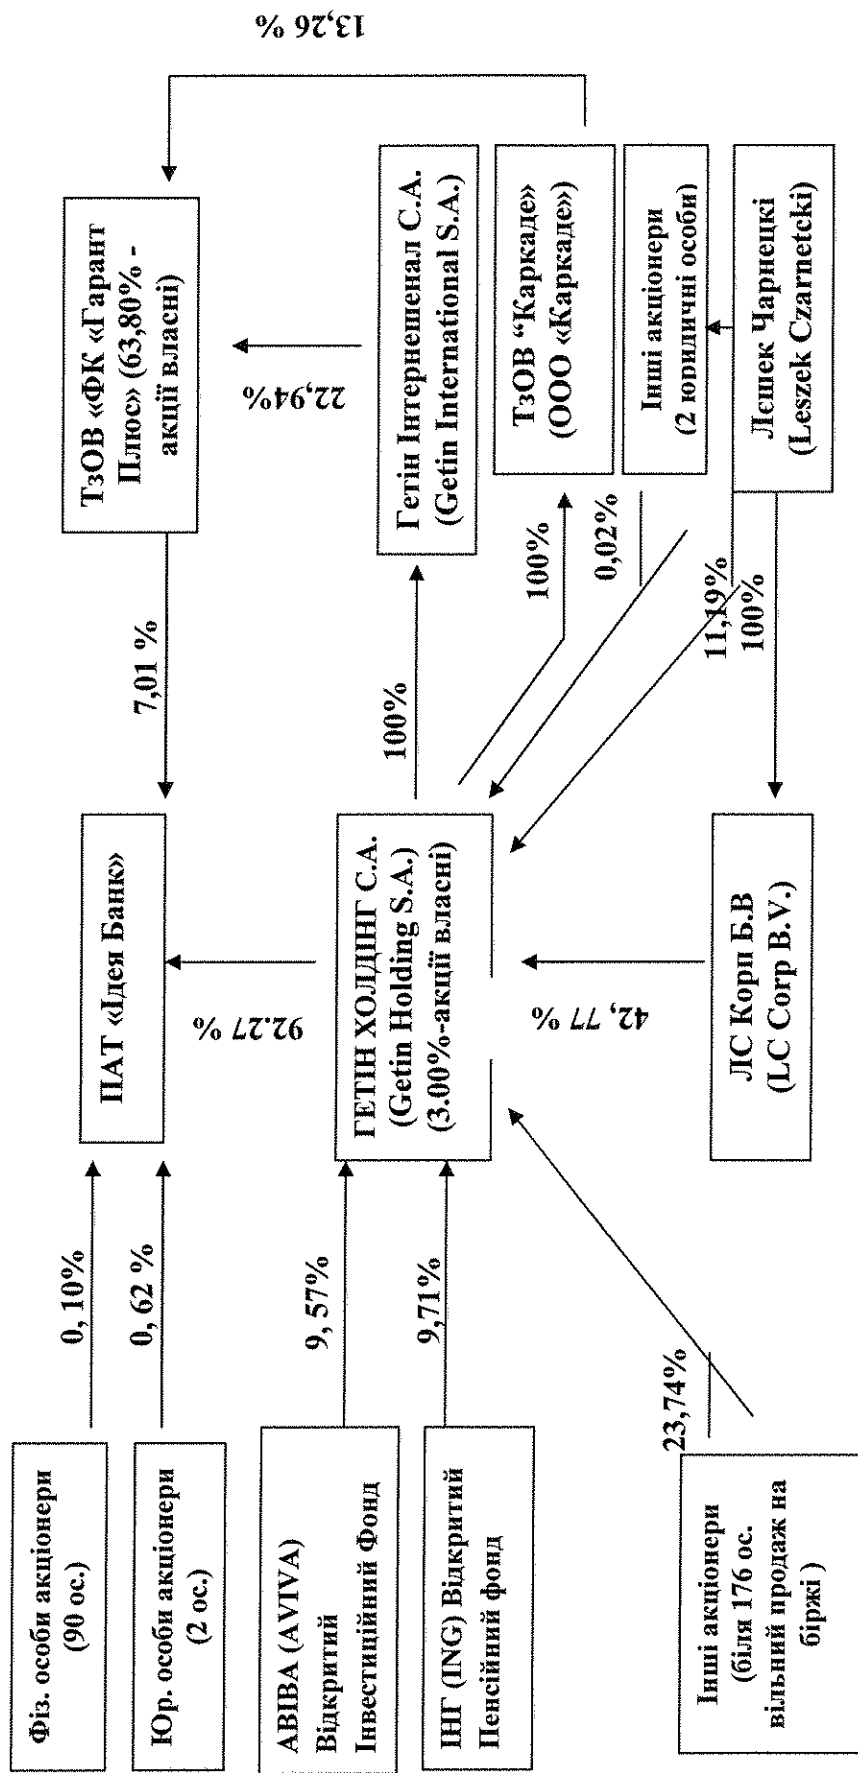 Фіз. особи акціонери
(90 ос.)
0, 10%
Юр. особи акціонери
(2 ос.)
0, 62 %
ПАТ «Ідея Банк»
7,01 %
ТзОВ «ФК «Гарант
Плюс» (63,80% -
акції власні)
13,26 %
92.27 %
22,94%
АВІВА (AVIVA)
Відкритий
Інвестиційний Фонд
9, 57%
ІНГ (ING) Відкритий
Пенсійний фонд
9,71%
ГЕТІН ХОЛДІНГ С.А.
(Getin Holding S.A.)
(3.00%-акції власні)
100%
Гетін Інтернешенал С.А.
(Getin International S.A.)
100%
ТзОВ “Каркаде»
(ООО «Каркаде»)
0,02%
Інші акціонери
(2 юридичні особи)
42, 77 %
11,19%
100%
Лєшек Чарнецкі
(Leszek Czarnetcki)
23,74%
Інші акціонери
(біля 176 ос.
вільний продаж на
біржі )
ЛС Корп Б.В
(LC Corp B.V.)